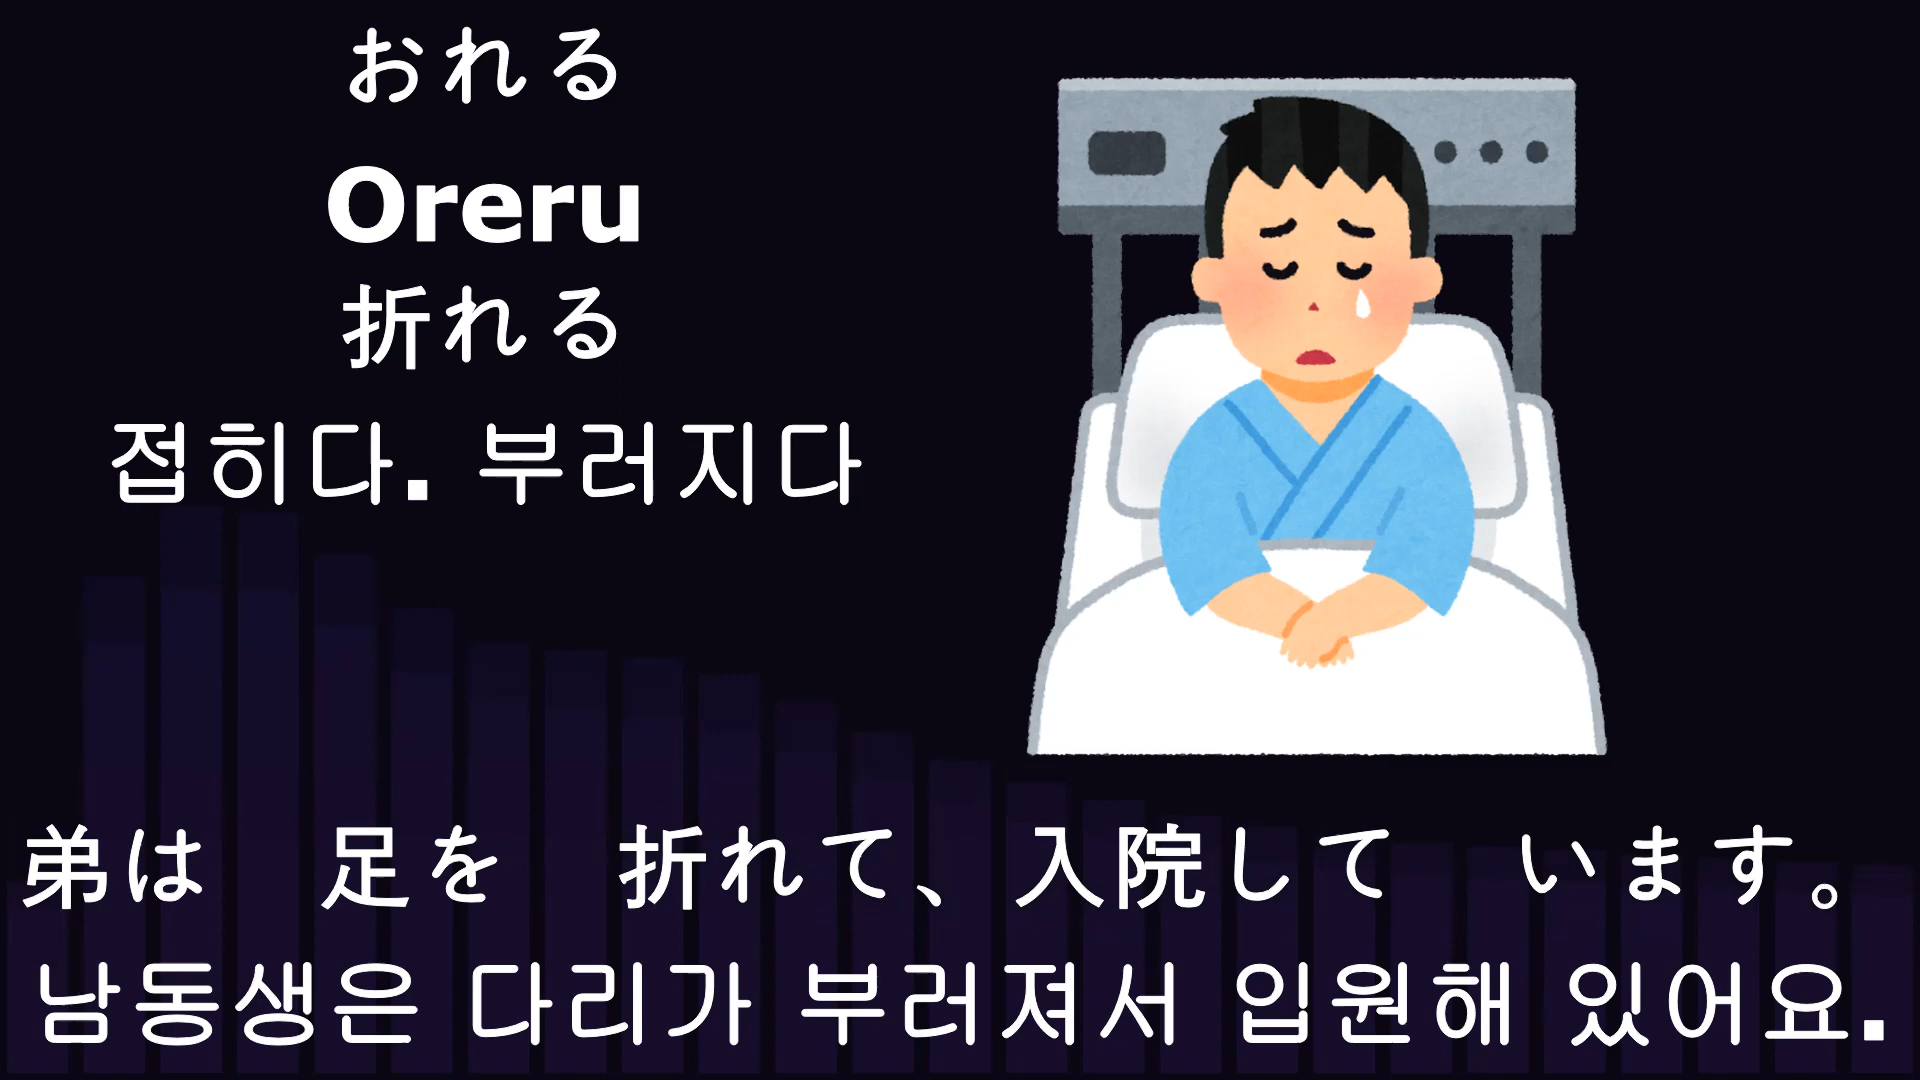 おれる
Oreru
折れる
접히다. 부러지다
弟は　足を　折れて、入院して　います。
남동생은 다리가 부러져서 입원해 있어요.